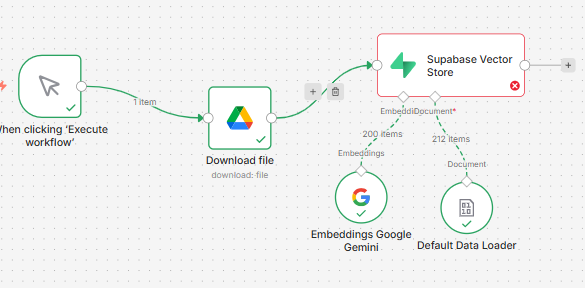 Supabase Vector
Store
1 item
Embeddi
Document*
When clicking ‘Execute
workflow’
200 items
212 items
Embeddings
Document
Download file
download: file
Embeddings Google
Gemini
Default Data Loader